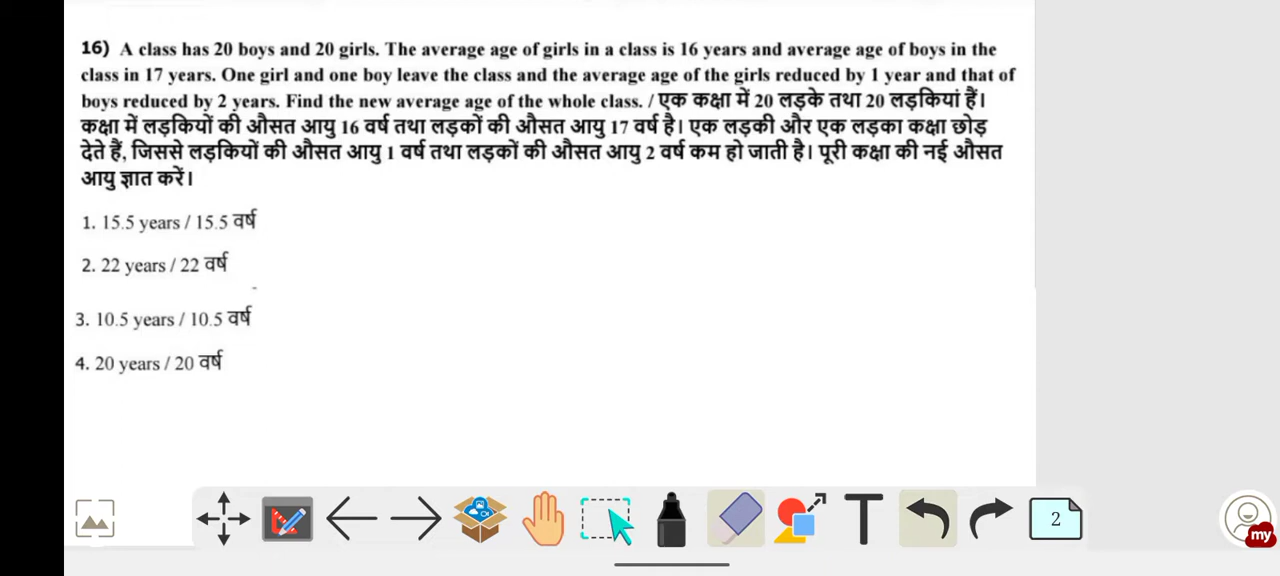 16) A class has 20 boys and 20 girls. The average age of girls in a class is 16 years and average age of boys in the
class in 17 years. One girl and one boy leave the class and the average age of the girls reduced by 1 year and that of
boys reduced by 2 years. Find the new average age of the whole class. / एक कक्षा में 20 लड़के तथा 20 लड़कियां हैं।
कक्षा में लड़कियों की औसत आयु 16 वर्ष तथा लड़कों की औसत आयु 17 वर्ष है। एक लड़की और एक लड़का कक्षा छोड़
देते हैं, जिससे लड़कियों की औसत आयु 1 वर्ष तथा लड़कों की औसत आयु 2 वर्ष कम हो जाती है। पूरी कक्षा की नई औसत
आयु ज्ञात करें।
1. 15.5 years / 15.5 वर्ष
2. 22 years / 22 वर्ष
3. 10.5 years / 10.5 वर्ष
4. 20 years / 20 वर्ष
T
2
my